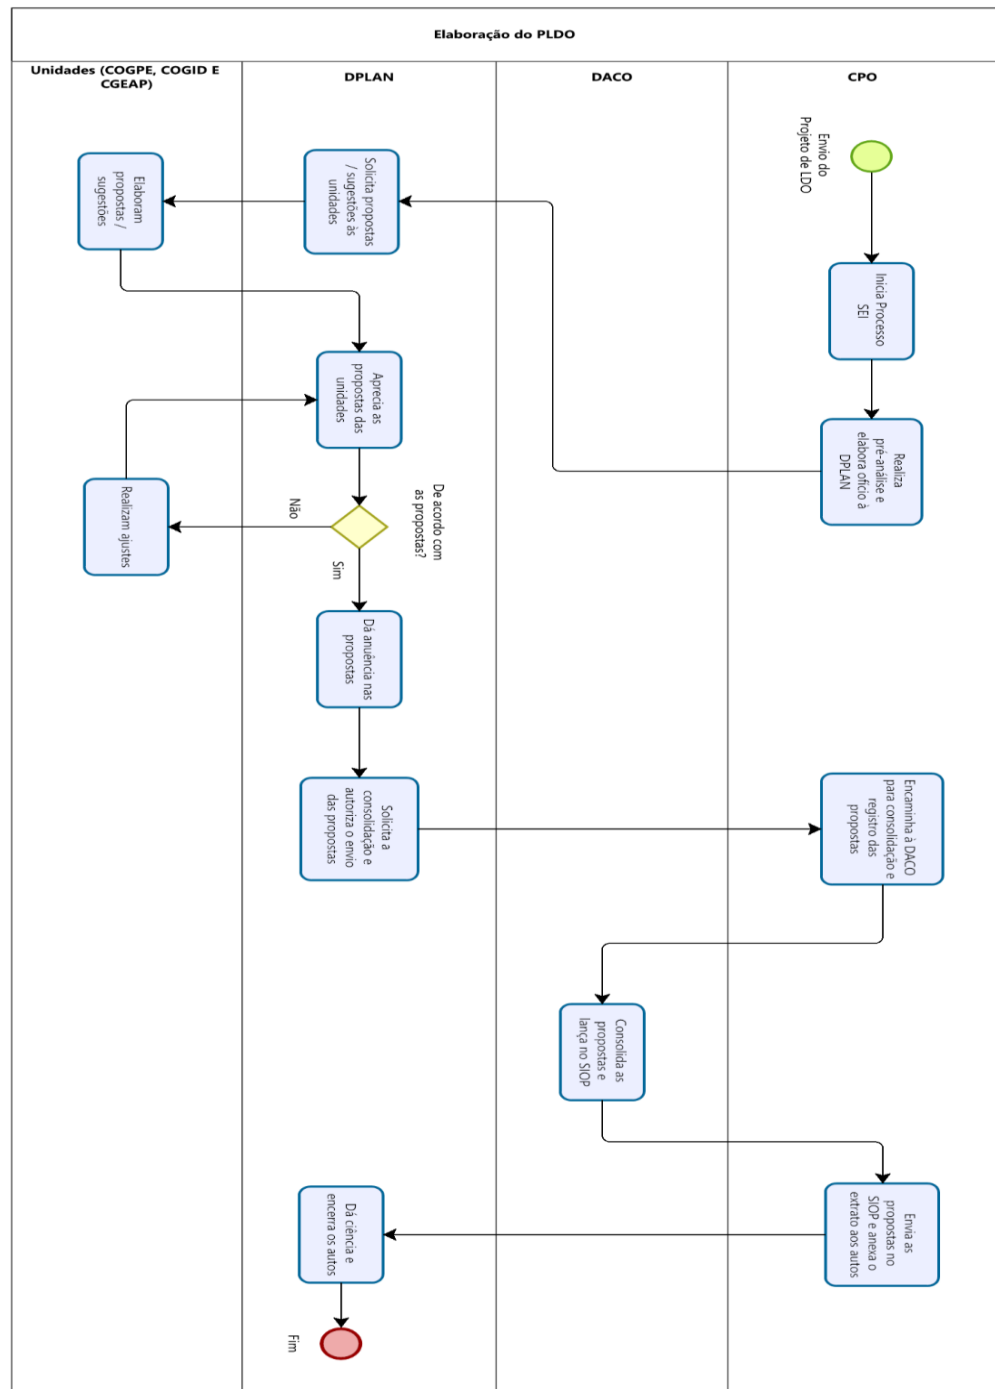 Elaboração do PLDO
Unidades (COGPE, COGID E
CGEAP)
DPLAN
DACO
CPO
Envio do
Projeto de LDO
Inicia Processo
SEI
Realiza
pré-análise e
elabora ofício à
DPLAN
Solicita propostas
/ sugestões às
unidades
Elaboram
propostas /
sugestões
Aprecia as
propostas das
unidades
De acordo com
as propostas?
Não
Realizam ajustes
Sim
Dá anuência nas
propostas
Solicita a
consolidação e
autoriza o envio
das propostas
Encaminha à DACO
para consolidação e
registro das
propostas
Consolida as
propostas e
lança no SIOP
Envia as
propostas no
SIOP e anexa o
extrato aos autos
Dá ciência e
encerra os autos
Fim